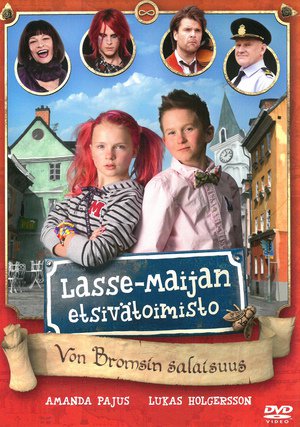 Lasse-Maijan
etsivätoimisto
Von Bromsin salaisuus
AMANDA PAJUS LUKAS HOLGERSSON
DVD
VIDEO